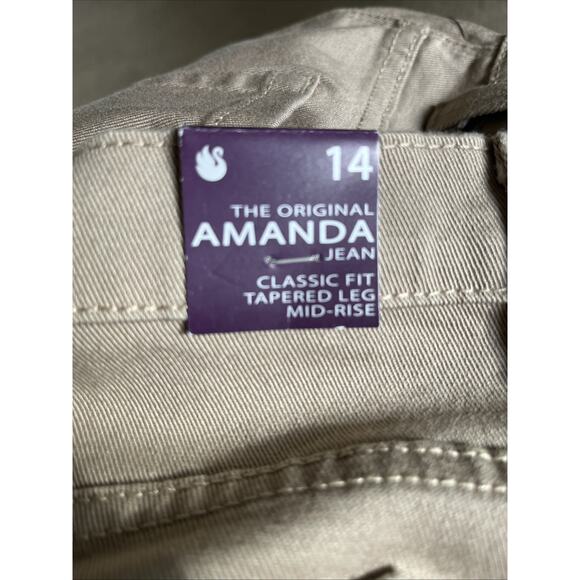 14
THE ORIGINAL
AMANDA
JEAN
CLASSIC FIT
TAPERED LEG
MID-RISE